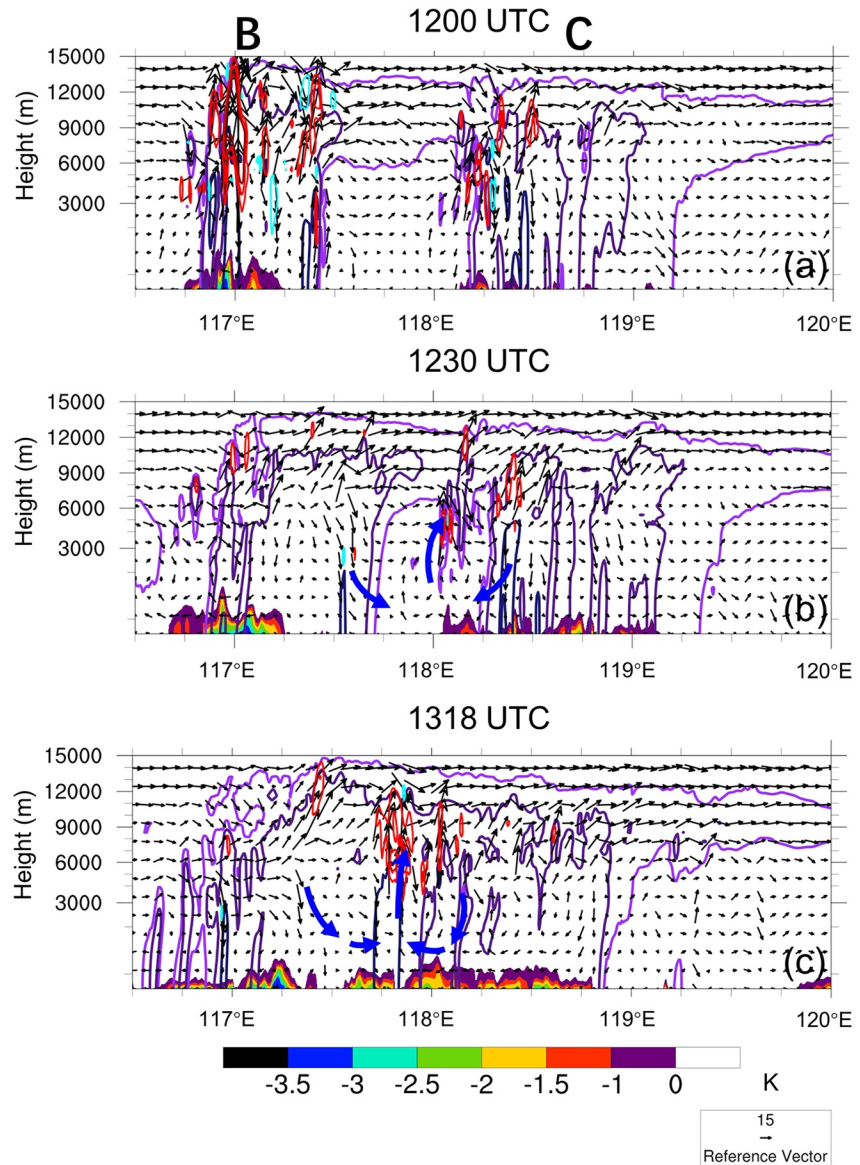 1200 UTC
B
C
15000
12000
9000
6000
3000
Height (m)
(a)
117°E
118°E
119°E
120°E
1230 UTC
15000
12000
9000
6000
3000
Height (m)
(b)
117°E
118°E
119°E
120°E
1318 UTC
15000
12000
9000
6000
3000
Height (m)
(c)
117°E
118°E
119°E
120°E
-3.5 -3 -2.5 -2 -1.5 -1 0 K
15
Reference Vector